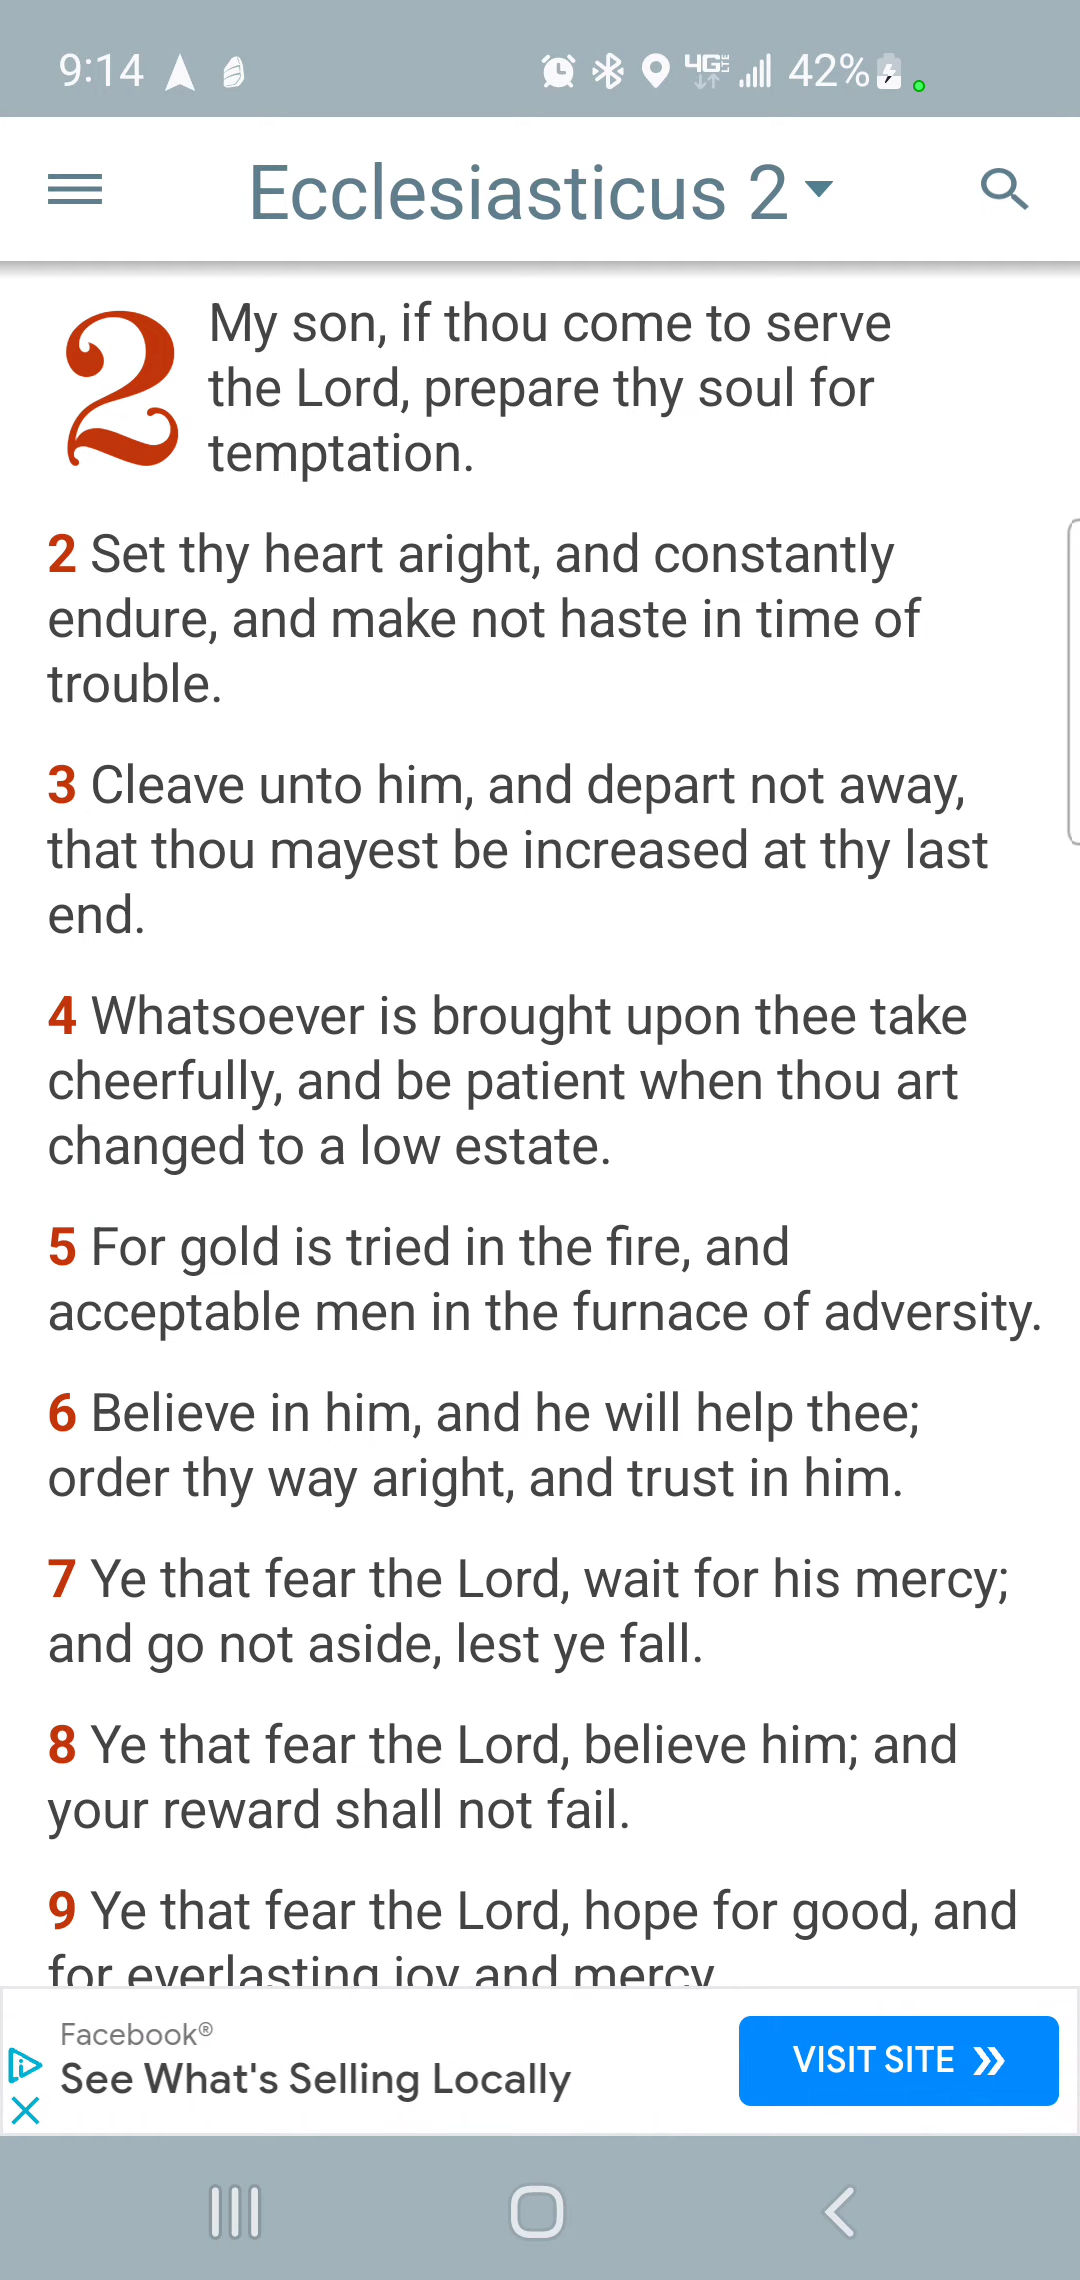 9:14 4G LTE 42%
Ecclesiasticus 2
2 My son, if thou come to serve
the Lord, prepare thy soul for
temptation.
2 Set thy heart aright, and constantly
endure, and make not haste in time of
trouble.
3 Cleave unto him, and depart not away,
that thou mayest be increased at thy last
end.
4 Whatsoever is brought upon thee take
cheerfully, and be patient when thou art
changed to a low estate.
5 For gold is tried in the fire, and
acceptable men in the furnace of adversity.
6 Believe in him, and he will help thee;
order thy way aright, and trust in him.
7 Ye that fear the Lord, wait for his mercy;
and go not aside, lest ye fall.
8 Ye that fear the Lord, believe him; and
your reward shall not fail.
9 Ye that fear the Lord, hope for good, and
for everlasting joy and mercy
Facebook®
See What's Selling Locally
VISIT SITE